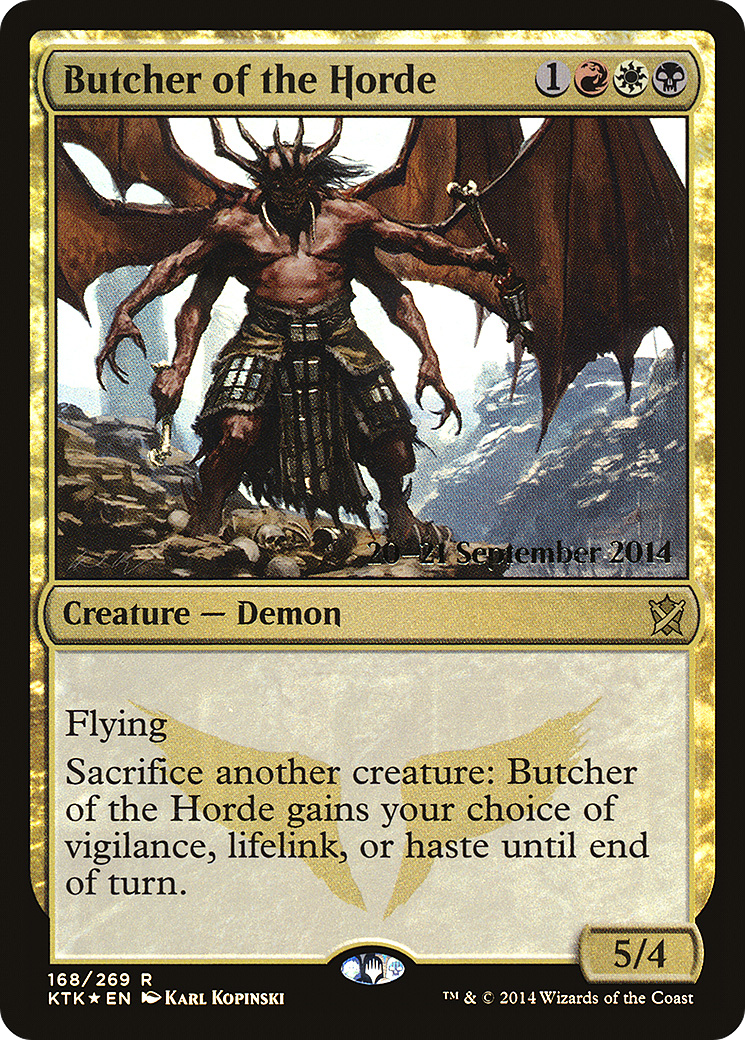 Butcher of the Horde 1
20–21 September 2014
Creature — Demon
Flying
Sacrifice another creature: Butcher
of the Horde gains your choice of
vigilance, lifelink, or haste until end
of turn.
5/4
168/269 R
KTK★EN Karl Kopinski
™ & © 2014 Wizards of the Coast